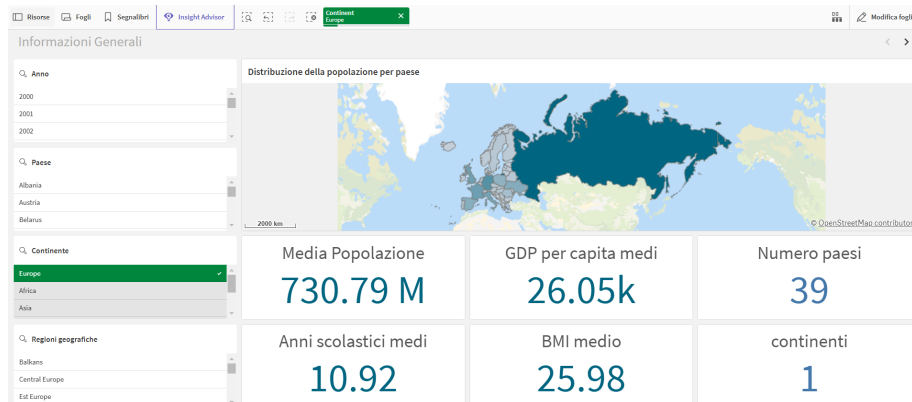 Risorse
Fogli
Segnalibri
Insight Advisor
Continent
Europe
Modifica fogli
Informazioni Generali
Anno
2000
2001
2002
Paese
Albania
Austria
Belarus
Continente
Europe
Africa
Asia
Regioni geografiche
Balkans
Central Europe
Est Europe
Distribuzione della popolazione per paese
2000 km
© OpenStreetMap contributor
Media Popolazione
730.79 M
GDP per capita medi
26.05k
Numero paesi
39
Anni scolastici medi
10.92
BMI medio
25.98
continenti
1